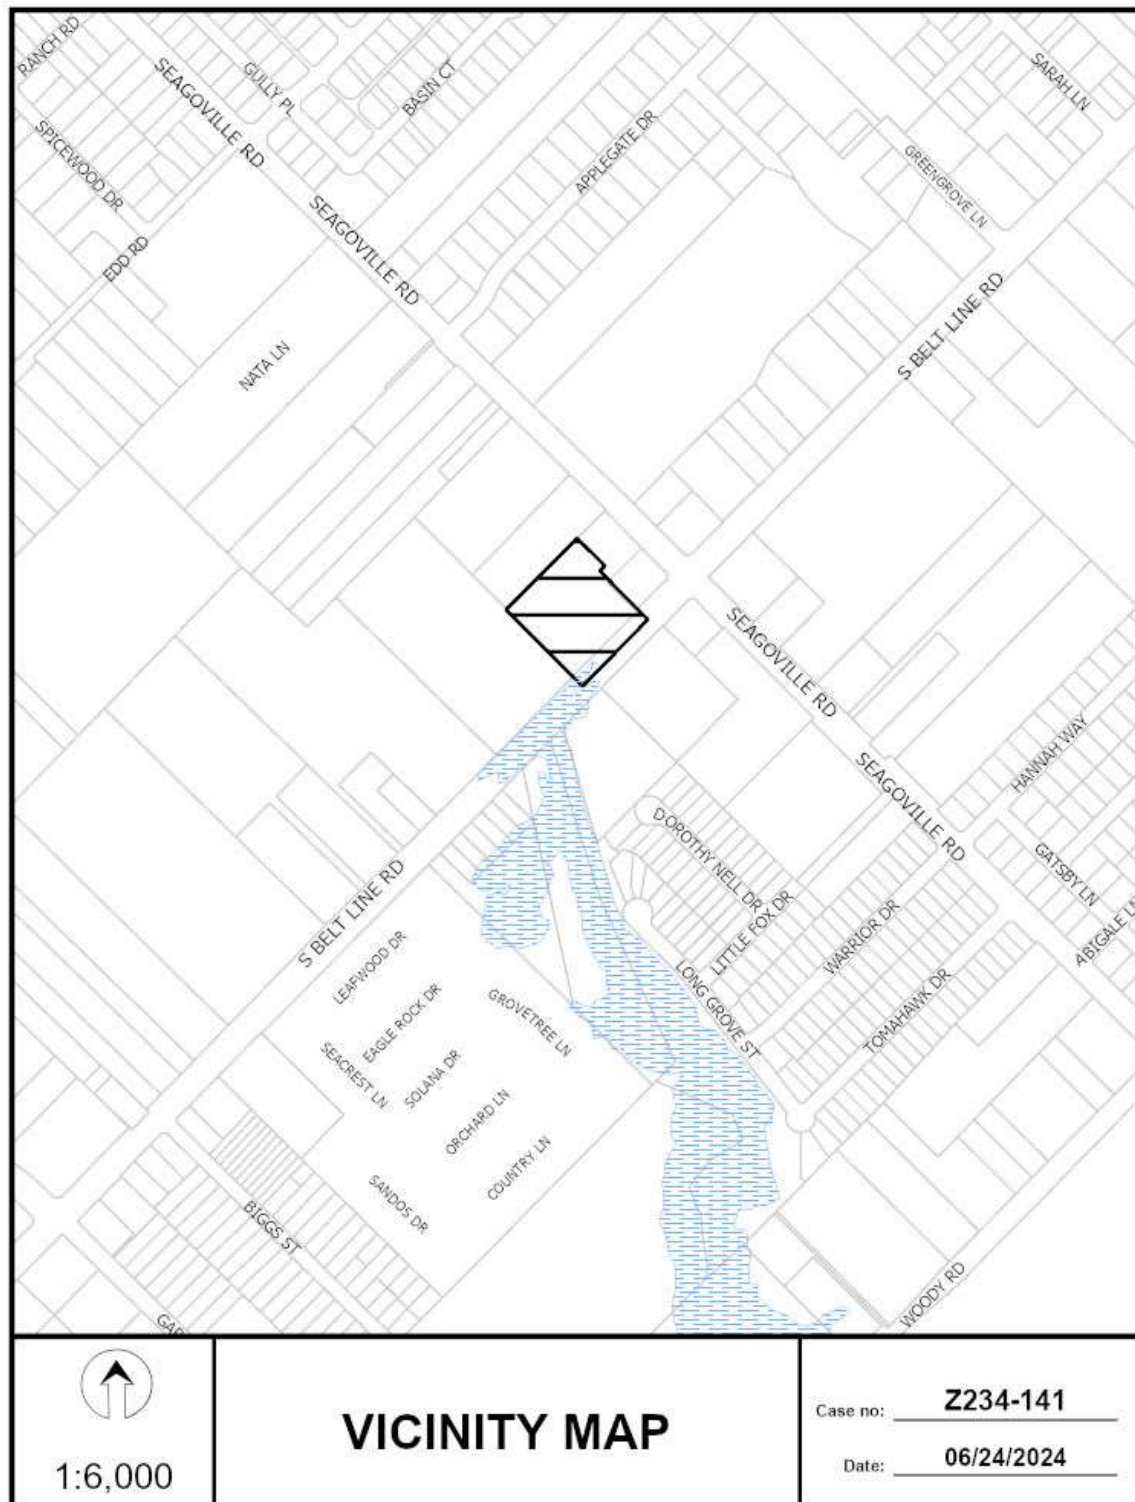 RANCH RD
SEAGOVILLE RD
GULLY PL
BASIN CT
SARAH LN
SPICEWOOD DR
APPLEGATE DR
GREENGROVE LN
SEAGOVILLE RD
EDD RD
S BELT LINE RD
NATA LN
SEAGOVILLE RD
HANNAH WAY
SEAGOVILLE RD
DOROTHY NELL DR
GATSBY LN
S BELT LINE RD
LITTLE FOX DR
WARRIOR DR
ABIGALE LN
LEAFWOOD DR
LONG GROVE ST
TOMAHAWK DR
EAGLE ROCK DR
GROVETREE LN
SEACREST LN
SOLANA DR
ORCHARD LN
COUNTRY LN
SANDOS DR
BIGGS ST
WOODY RD
1:6,000
VICINITY MAP
Case no: Z234-141
Date: 06/24/2024